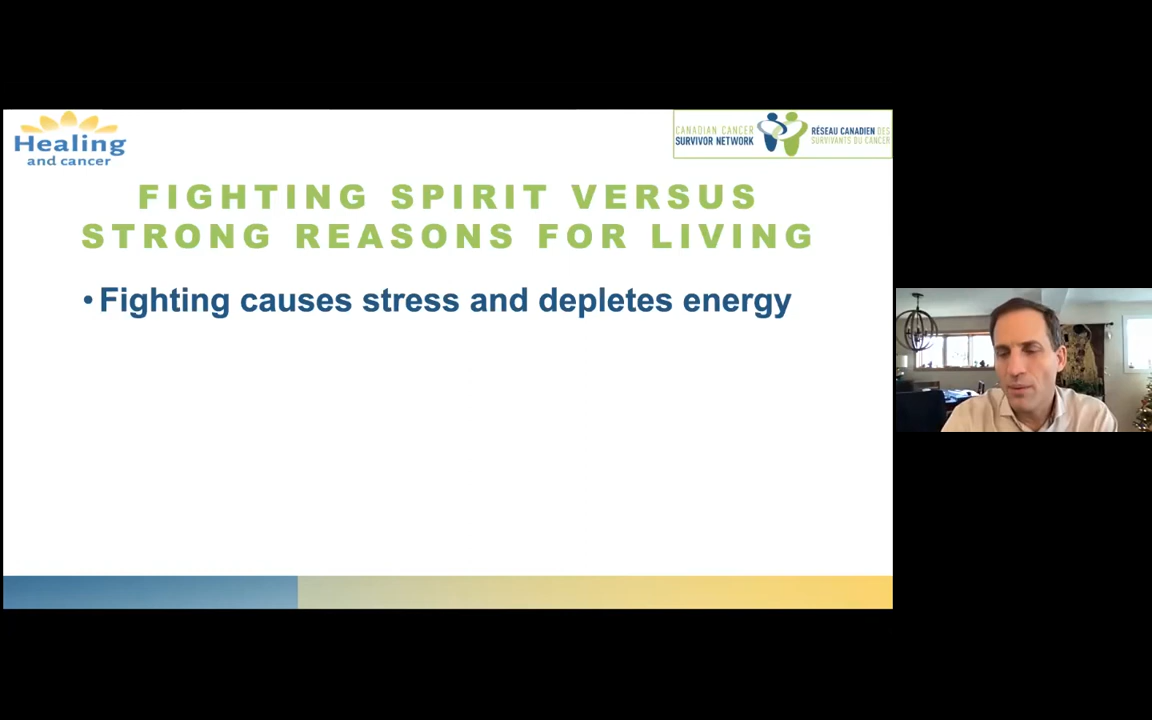 Healing
and cancer
CANADIAN CANCER
SURVIVOR NETWORK
RÉSEAU CANADIEN DES
SURVIVANTS DU CANCER
FIGHTING SPIRIT VERSUS
STRONG REASONS FOR LIVING
• Fighting causes stress and depletes energy